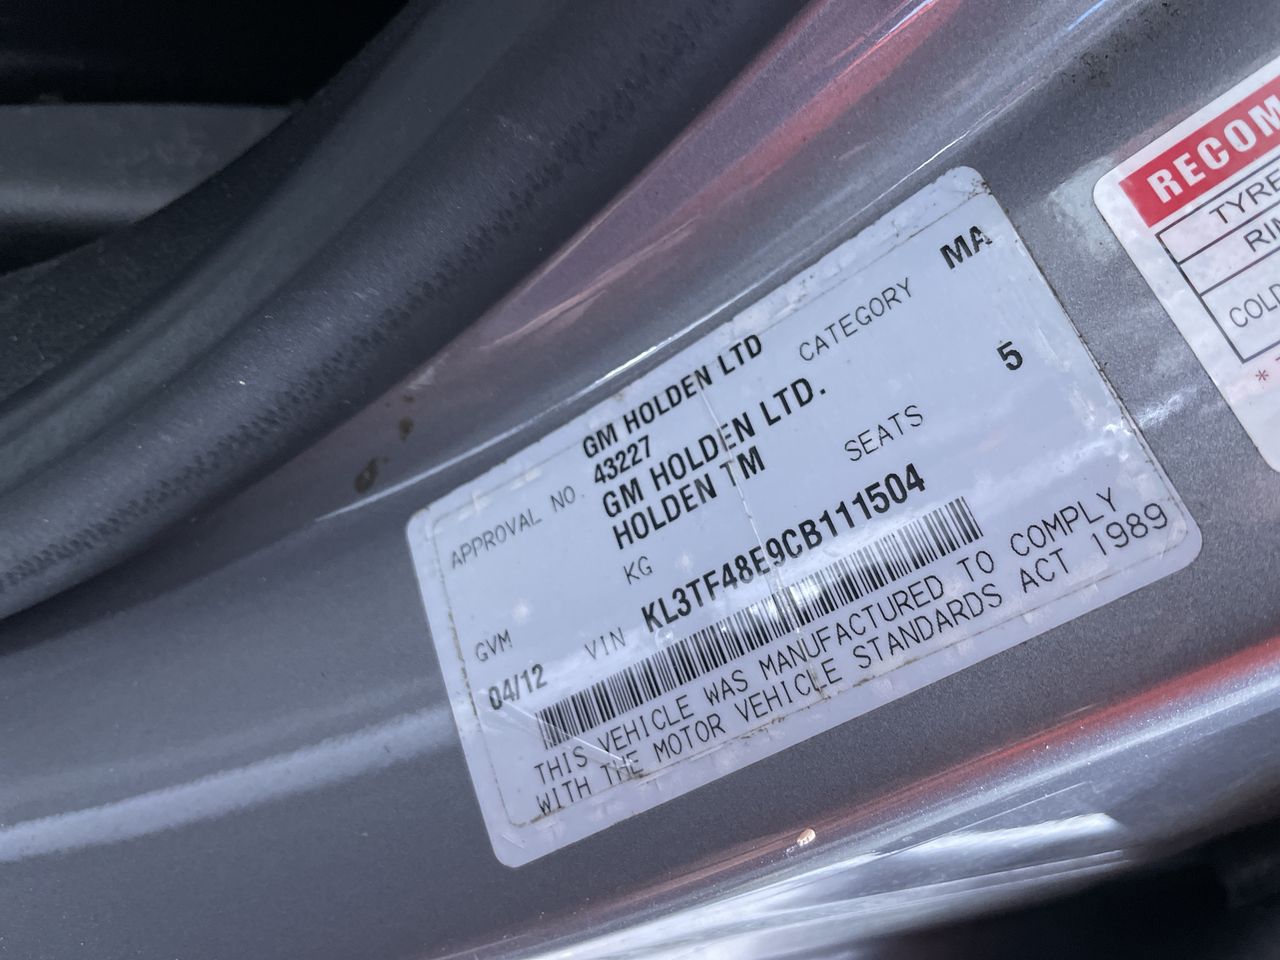 GM HOLDEN LTD
APPROVAL NO. 43227 CATEGORY MA
GM HOLDEN LTD.
HOLDEN TM SEATS 5
GVM KG
04/12 VIN KL3TF48E9CB111504
THIS VEHICLE WAS MANUFACTURED TO COMPLY
WITH THE MOTOR VEHICLE STANDARDS ACT 1989
RECOM
TYRE
RI
COLD
*